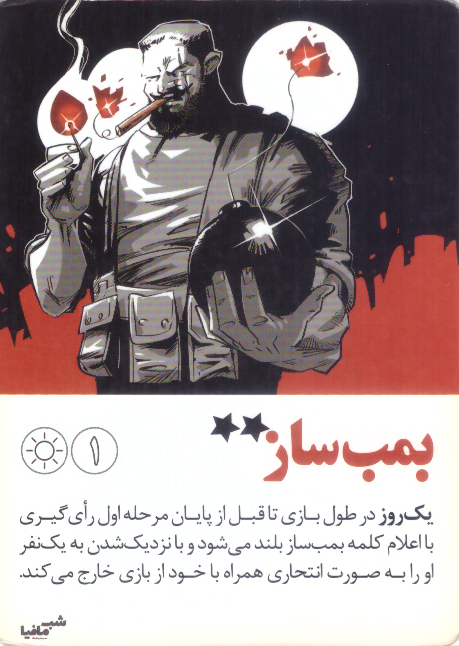 بمب‌ساز
۱
یک‌روز در طول بازی تا قبل از پایان مرحله اول رأی‌گیری
با اعلام کلمه بمب‌ساز بلند می‌شود و با نزدیک‌شدن به یک‌نفر
او را به صورت انتحاری همراه با خود از بازی خارج می‌کند.
شب
مافیا